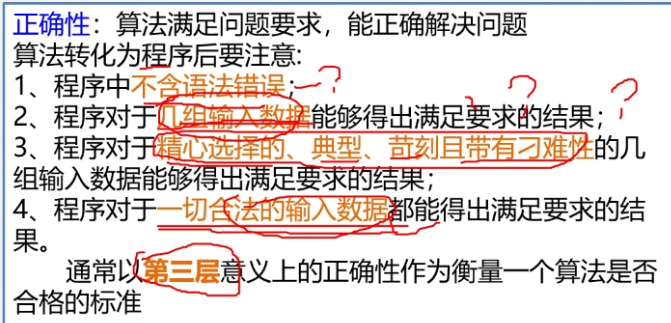 正确性：算法满足问题要求，能正确解决问题
算法转化为程序后要注意:
1、程序中不含语法错误；
2、程序对于几组输入数据能够得出满足要求的结果；
3、程序对于精心选择的、典型、苛刻且带有刁难性的几
组输入数据能够得出满足要求的结果；
4、程序对于一切合法的输入数据都能得出满足要求的结
果。
通常以第三层意义上的正确性作为衡量一个算法是否
合格的标准